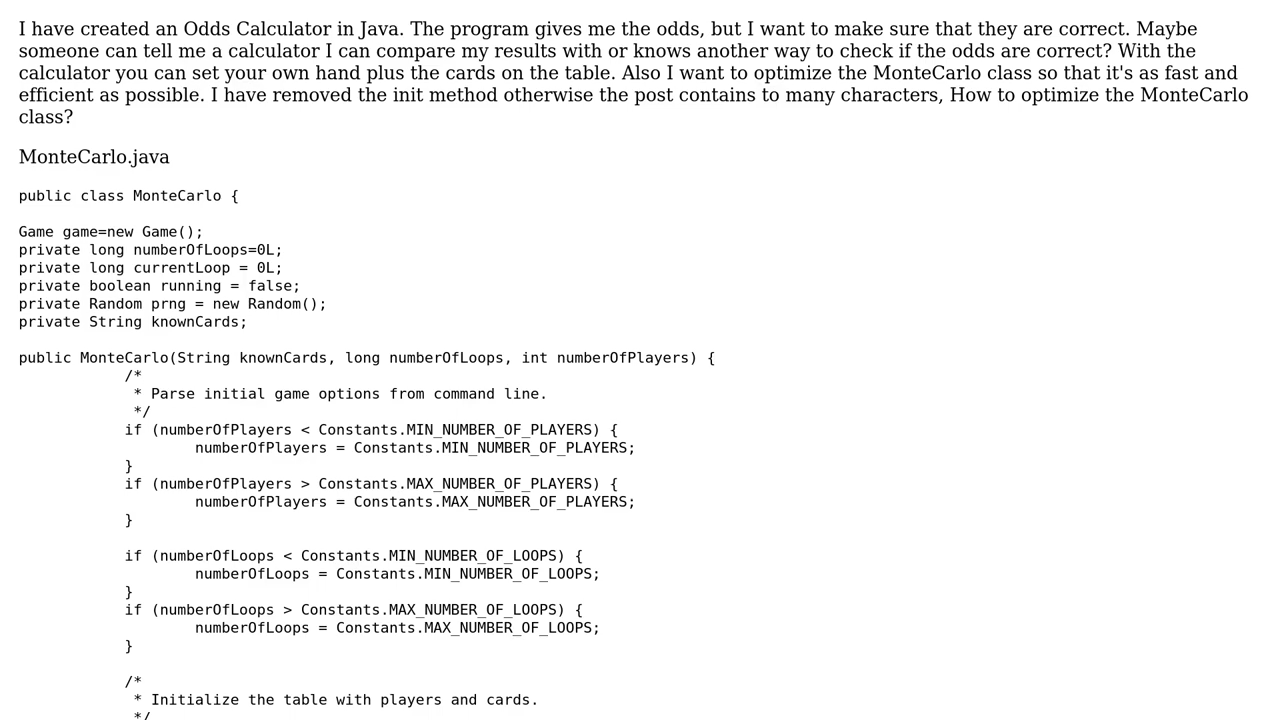 I have created an Odds Calculator in Java. The program gives me the odds, but I want to make sure that they are correct. Maybe
someone can tell me a calculator I can compare my results with or knows another way to check if the odds are correct? With the
calculator you can set your own hand plus the cards on the table. Also I want to optimize the MonteCarlo class so that it's as fast and
efficient as possible. I have removed the init method otherwise the post contains to many characters, How to optimize the MonteCarlo
class?
MonteCarlo.java
public class MonteCarlo {
Game game=new Game();
private long numberOfLoops=0L;
private long currentLoop = 0L;
private boolean running = false;
private Random prng = new Random();
private String knownCards;
public MonteCarlo(String knownCards, long numberOfLoops, int numberOfPlayers) {
/*
* Parse initial game options from command line.
*/
if (numberOfPlayers < Constants.MIN_NUMBER_OF_PLAYERS) {
numberOfPlayers = Constants.MIN_NUMBER_OF_PLAYERS;
}
if (numberOfPlayers > Constants.MAX_NUMBER_OF_PLAYERS) {
numberOfPlayers = Constants.MAX_NUMBER_OF_PLAYERS;
}
if (numberOfLoops < Constants.MIN_NUMBER_OF_LOOPS) {
numberOfLoops = Constants.MIN_NUMBER_OF_LOOPS;
}
if (numberOfLoops > Constants.MAX_NUMBER_OF_LOOPS) {
numberOfLoops = Constants.MAX_NUMBER_OF_LOOPS;
}
/*
* Initialize the table with players and cards.
*/